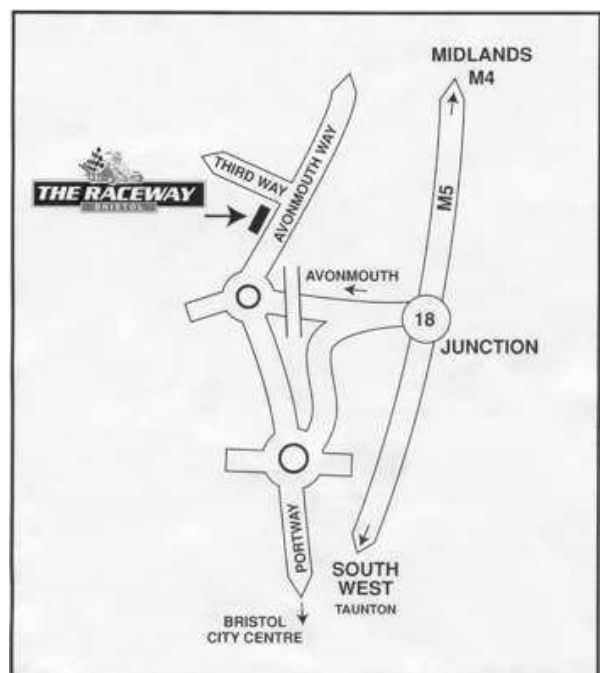 MIDLANDS
M4
THIRD WAY
AVONMOUTH WAY
THE RACEWAY
BRISTOL
M5
AVONMOUTH
18
JUNCTION
PORTWAY
SOUTH
WEST
TAUNTON
BRISTOL
CITY CENTRE